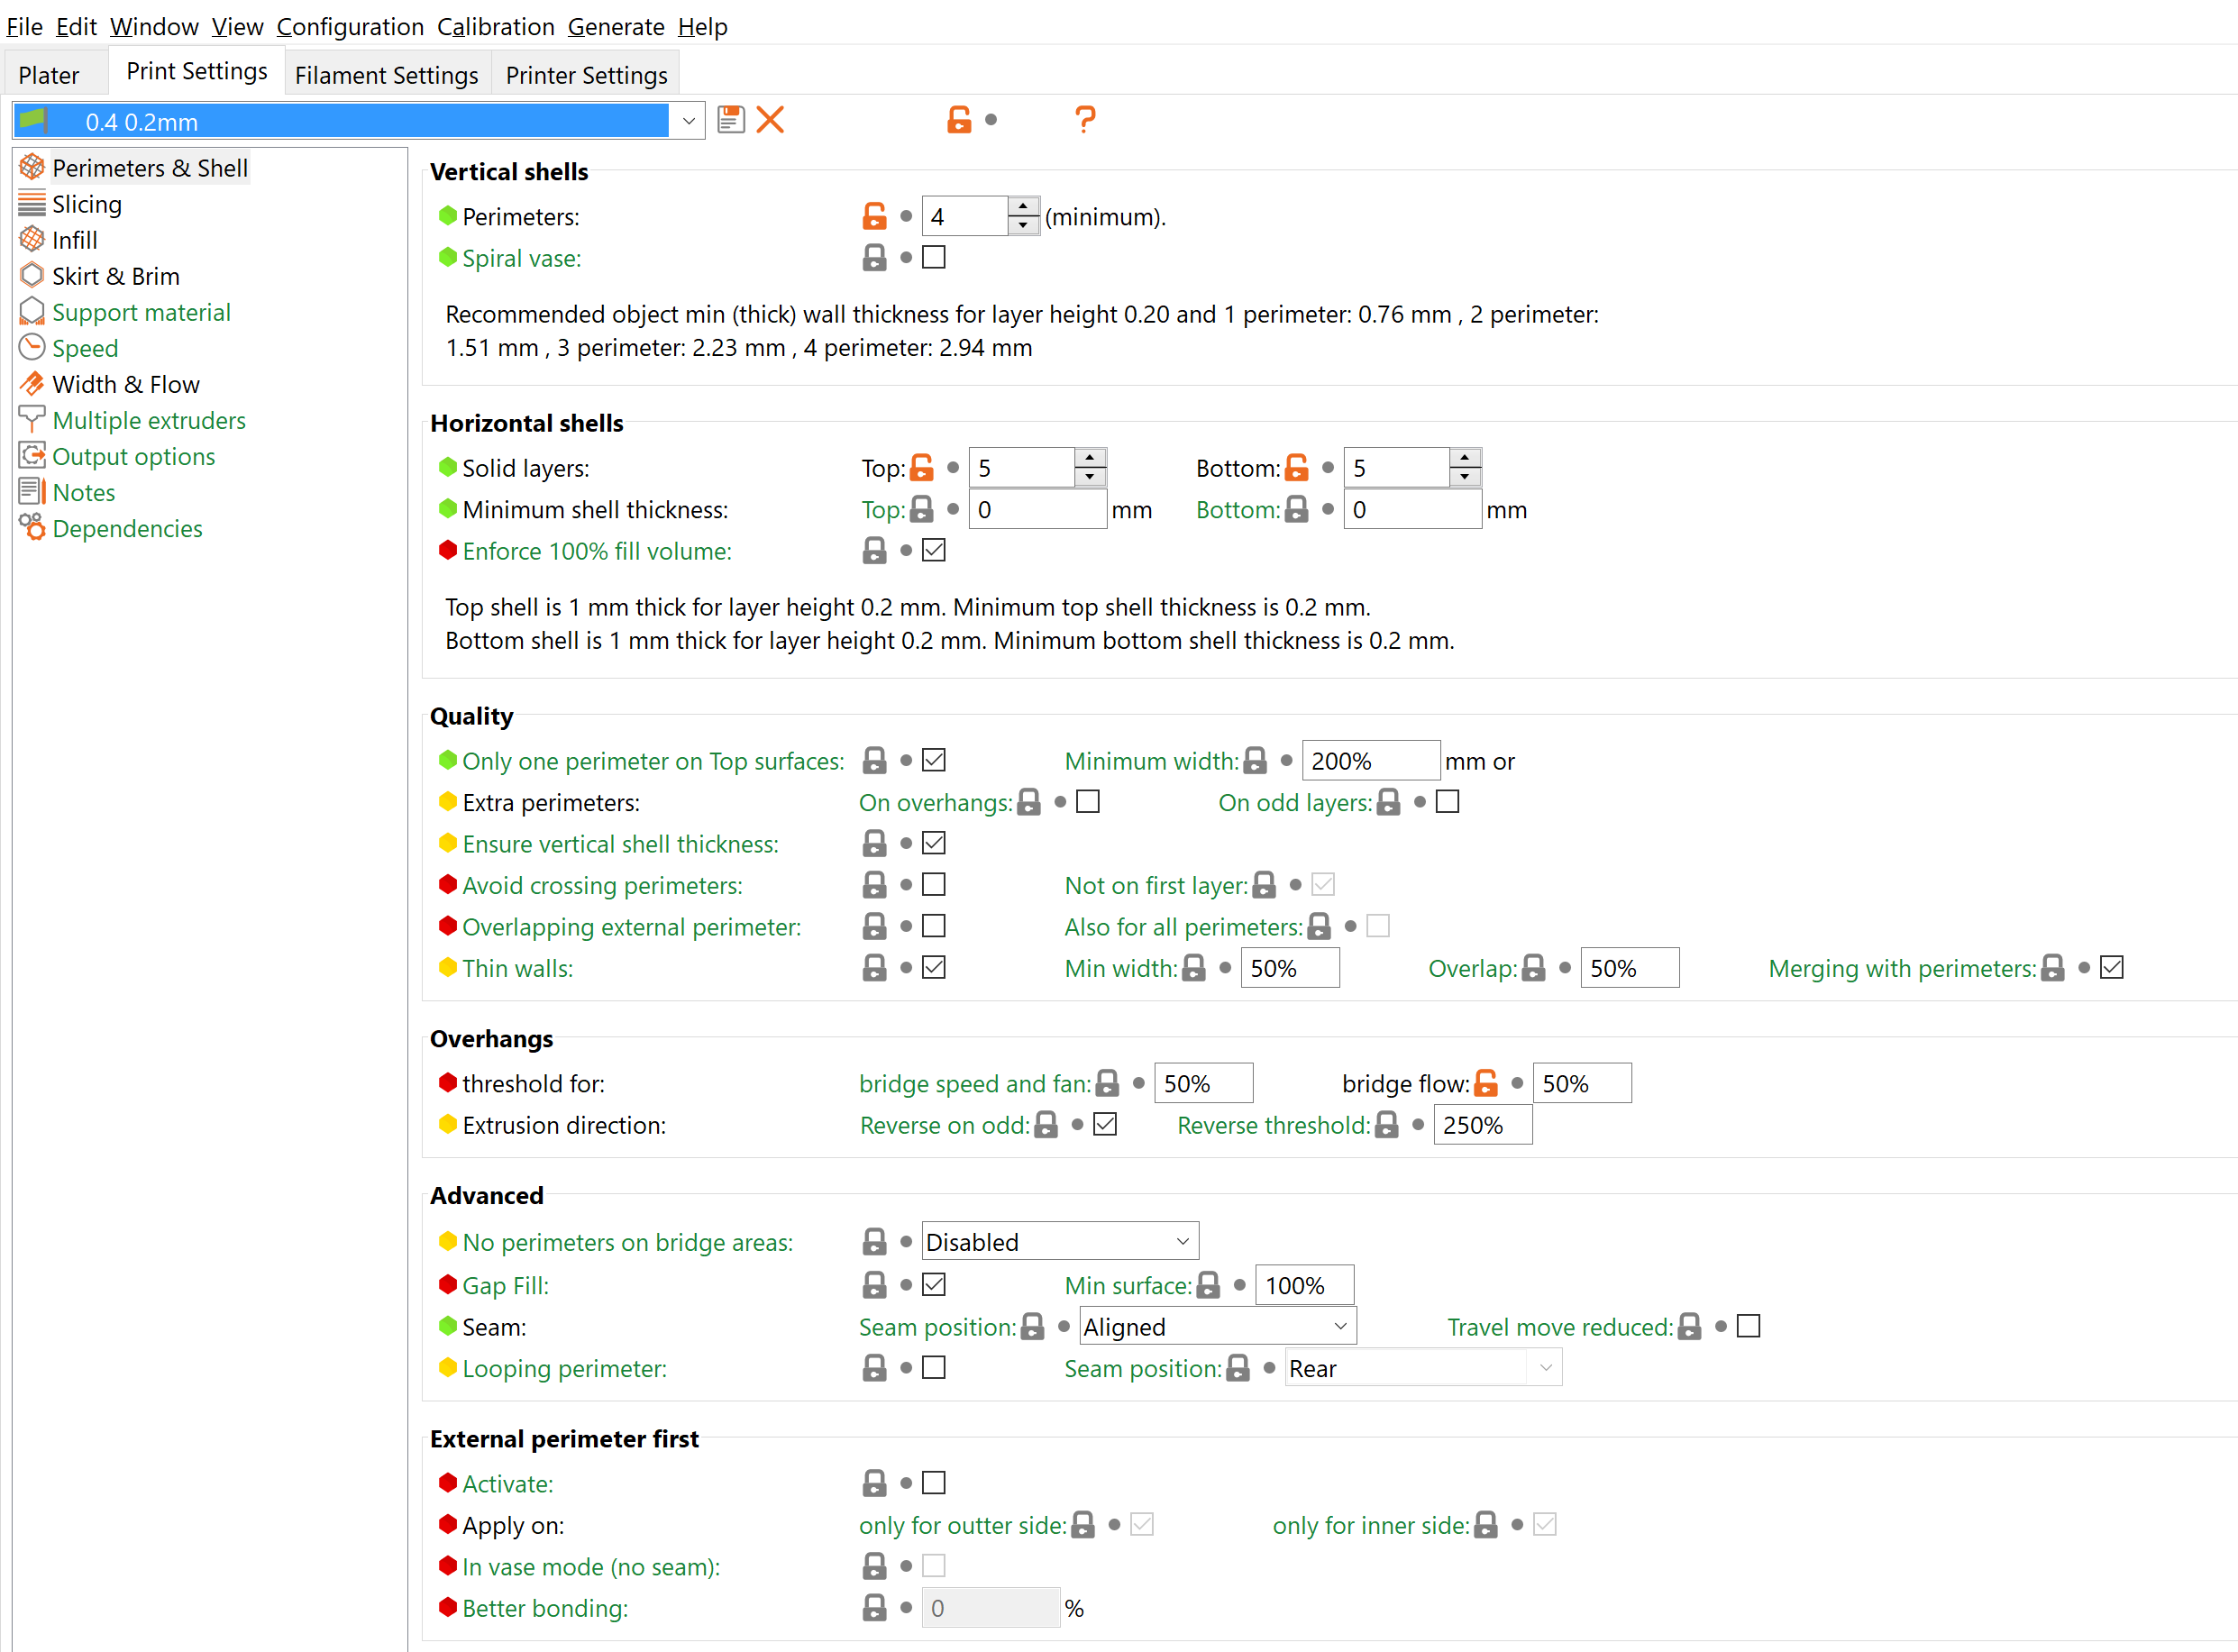 File Edit Window View Configuration Calibration Generate Help
Plater Print Settings Filament Settings Printer Settings
0.4 0.2mm ?
Perimeters & Shell
Slicing
Infill
Skirt & Brim
Support material
Speed
Width & Flow
Multiple extruders
Output options
Notes
Dependencies
Vertical shells
Perimeters: 4 (minimum).
Spiral vase:
Recommended object min (thick) wall thickness for layer height 0.20 and 1 perimeter: 0.76 mm , 2 perimeter:
1.51 mm , 3 perimeter: 2.23 mm , 4 perimeter: 2.94 mm
Horizontal shells
Solid layers: Top: 5 Bottom: 5
Minimum shell thickness: Top: 0 mm Bottom: 0 mm
Enforce 100% fill volume:
Top shell is 1 mm thick for layer height 0.2 mm. Minimum top shell thickness is 0.2 mm.
Bottom shell is 1 mm thick for layer height 0.2 mm. Minimum bottom shell thickness is 0.2 mm.
Quality
Only one perimeter on Top surfaces: Minimum width: 200% mm or
Extra perimeters: On overhangs: On odd layers:
Ensure vertical shell thickness:
Avoid crossing perimeters: Not on first layer:
Overlapping external perimeter: Also for all perimeters:
Thin walls: Min width: 50% Overlap: 50% Merging with perimeters:
Overhangs
threshold for: bridge speed and fan: 50% bridge flow: 50%
Extrusion direction: Reverse on odd: Reverse threshold: 250%
Advanced
No perimeters on bridge areas: Disabled
Gap Fill: Min surface: 100%
Seam: Seam position: Aligned Travel move reduced:
Looping perimeter: Seam position: Rear
External perimeter first
Activate:
Apply on: only for outter side: only for inner side:
In vase mode (no seam):
Better bonding: 0 %